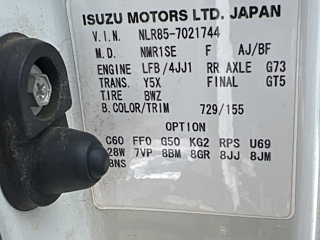 ISUZU MOTORS LTD. JAPAN
V.I.N. NLR85-7021744
M.D. NMR1SE F AJ/BF
ENGINE LFB/4JJ1 RR AXLE G73
TRANS. Y5X FINAL GT5
TIRE BWZ
B.COLOR/TRIM 729/155
OPTION
C60 FF0 G50 KG2 RPS U69
28W 7VP 8BM 8GR 8JJ 8JM
8NS